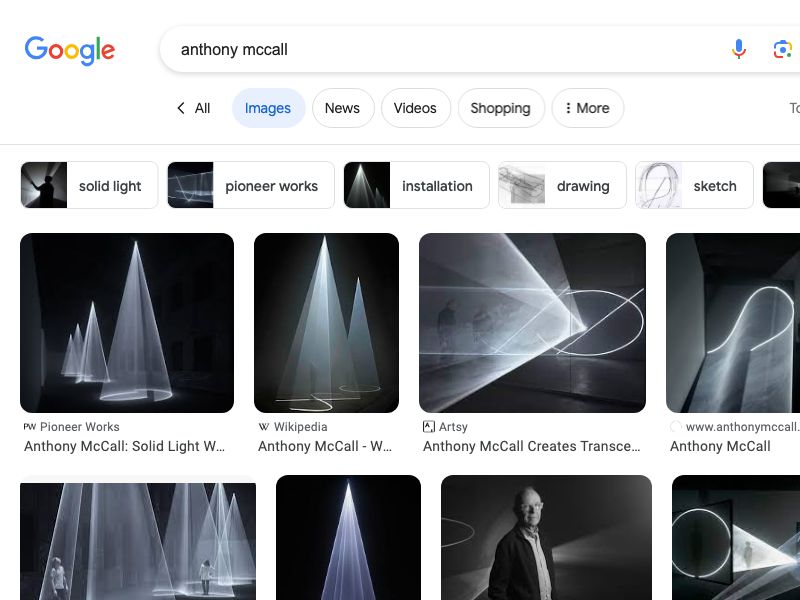 Google
anthony mccall
All
Images
News
Videos
Shopping
More
To
solid light
pioneer works
installation
drawing
sketch
PW Pioneer Works
Anthony McCall: Solid Light W...
W Wikipedia
Anthony McCall - W...
A Artsy
Anthony McCall Creates Transce...
www.anthonymccall.
Anthony McCall